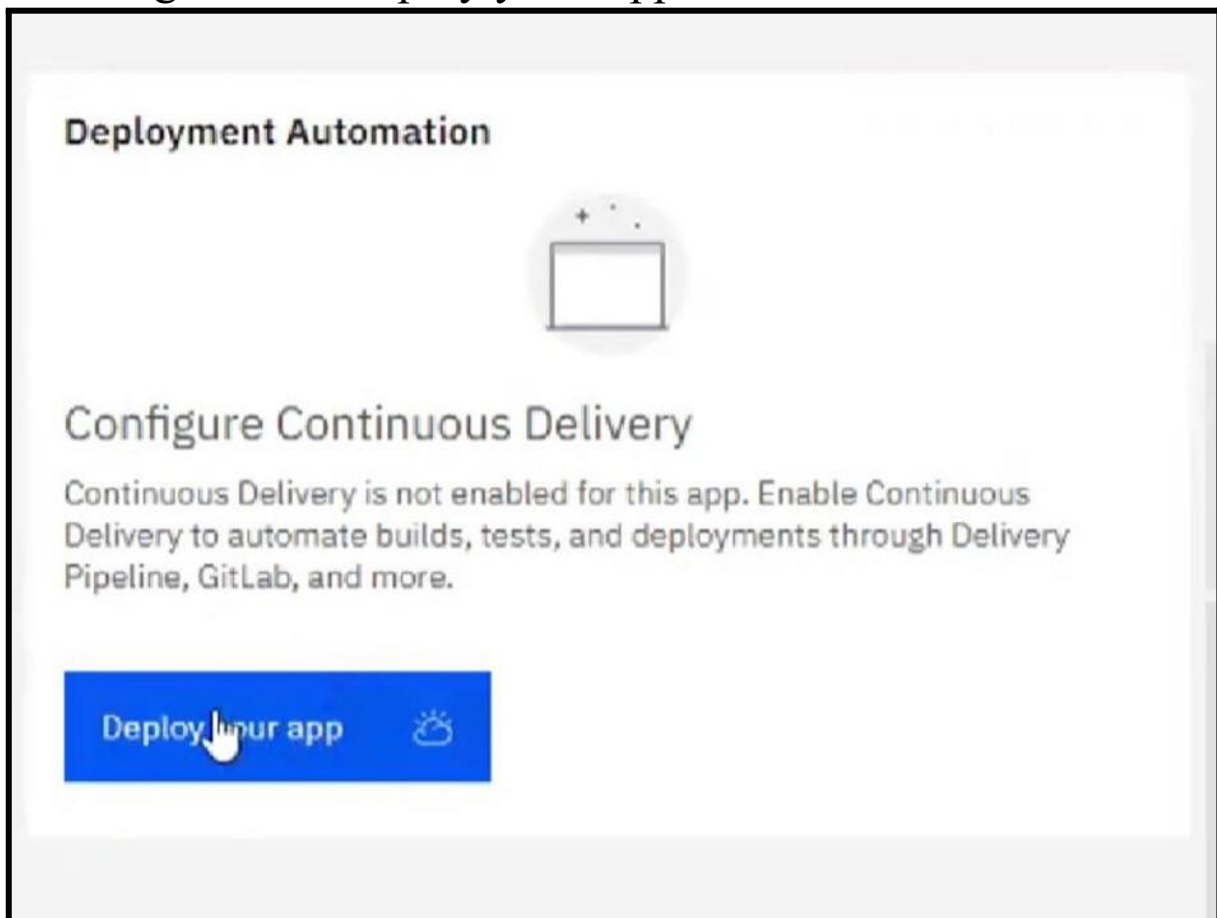 Deployment Automation
Configure Continuous Delivery
Continuous Delivery is not enabled for this app. Enable Continuous
Delivery to automate builds, tests, and deployments through Delivery
Pipeline, GitLab, and more.
Deploy your app